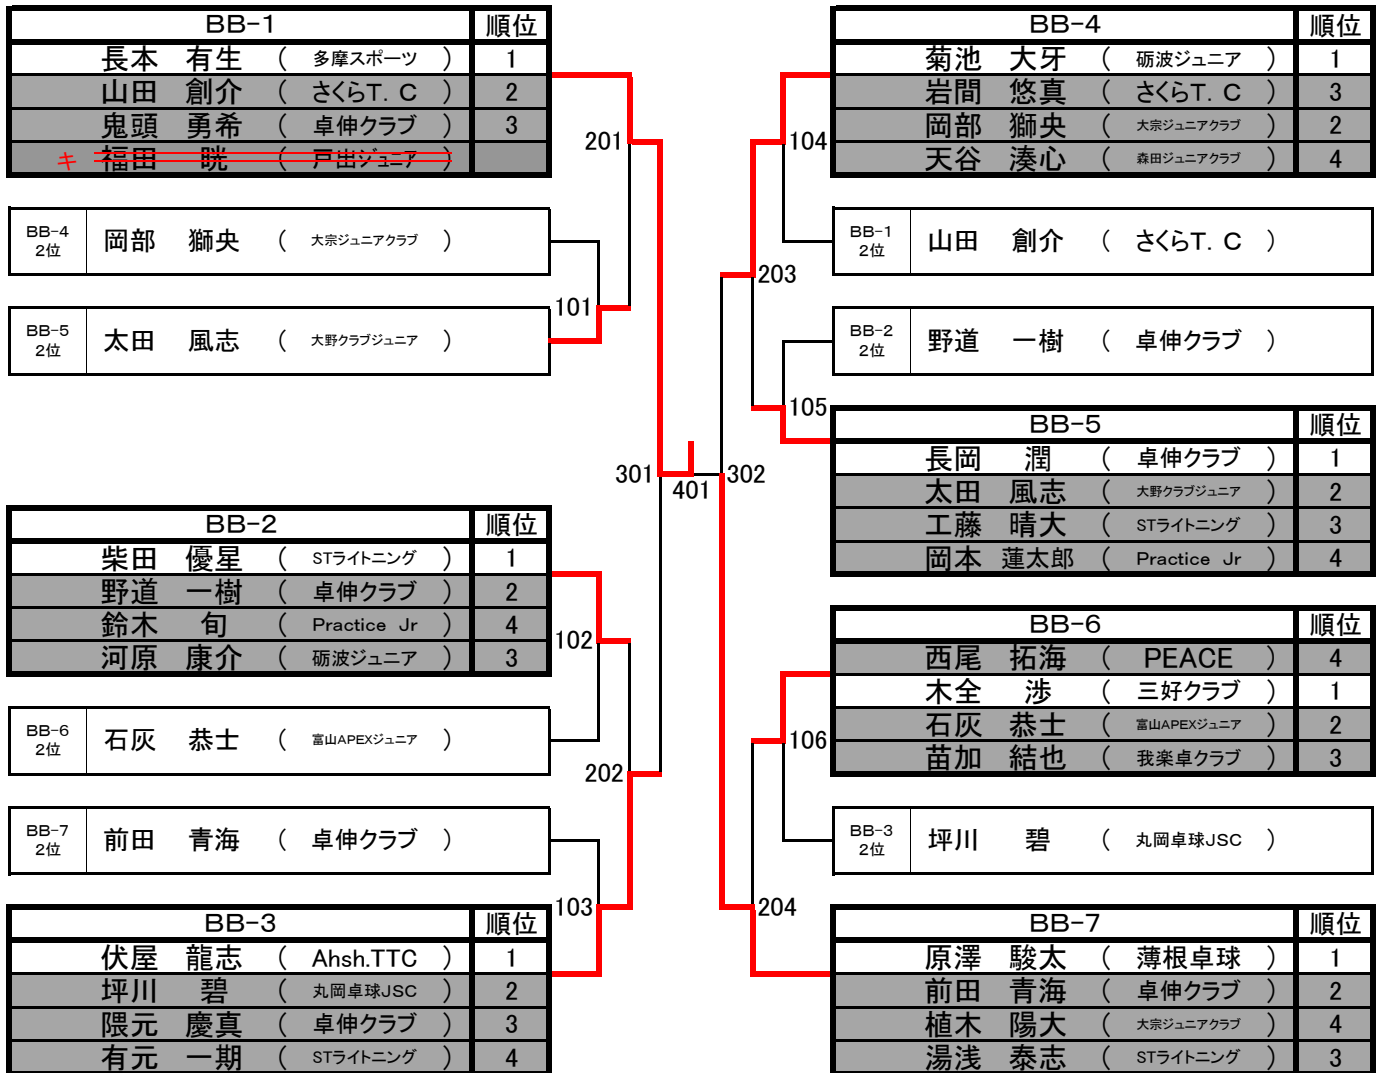 BB-1 順位
長本 有生 ( 多摩スポーツ ) 1
山田 創介 ( さくらT. C ) 2
鬼頭 勇希 ( 卓伸クラブ ) 3
キ 福田 晄 ( 戸出ジュニア )
BB-4 2位 岡部 獅央 ( 大宗ジュニアクラブ )
BB-5 2位 太田 風志 ( 大野クラブジュニア )
BB-2 順位
柴田 優星 ( STライトニング ) 1
野道 一樹 ( 卓伸クラブ ) 2
鈴木 旬 ( Practice Jr ) 4
河原 康介 ( 砺波ジュニア ) 3
BB-6 2位 石灰 恭士 ( 富山APEXジュニア )
BB-7 2位 前田 青海 ( 卓伸クラブ )
BB-3 順位
伏屋 龍志 ( Ahsh.TTC ) 1
坪川 碧 ( 丸岡卓球JSC ) 2
隈元 慶真 ( 卓伸クラブ ) 3
有元 一期 ( STライトニング ) 4
201
101
102
202
103
301
401
302
104
203
105
106
204
BB-4 順位
菊池 大牙 ( 砺波ジュニア ) 1
岩間 悠真 ( さくらT. C ) 3
岡部 獅央 ( 大宗ジュニアクラブ ) 2
天谷 湊心 ( 森田ジュニアクラブ ) 4
BB-1 2位 山田 創介 ( さくらT. C )
BB-2 2位 野道 一樹 ( 卓伸クラブ )
BB-5 順位
長岡 潤 ( 卓伸クラブ ) 1
太田 風志 ( 大野クラブジュニア ) 2
工藤 晴大 ( STライトニング ) 3
岡本 蓮太郎 ( Practice Jr ) 4
BB-6 順位
西尾 拓海 ( PEACE ) 4
木全 渉 ( 三好クラブ ) 1
石灰 恭士 ( 富山APEXジュニア ) 2
苗加 結也 ( 我楽卓クラブ ) 3
BB-3 2位 坪川 碧 ( 丸岡卓球JSC )
BB-7 順位
原澤 駿太 ( 薄根卓球 ) 1
前田 青海 ( 卓伸クラブ ) 2
植木 陽大 ( 大宗ジュニアクラブ ) 4
湯浅 泰志 ( STライトニング ) 3